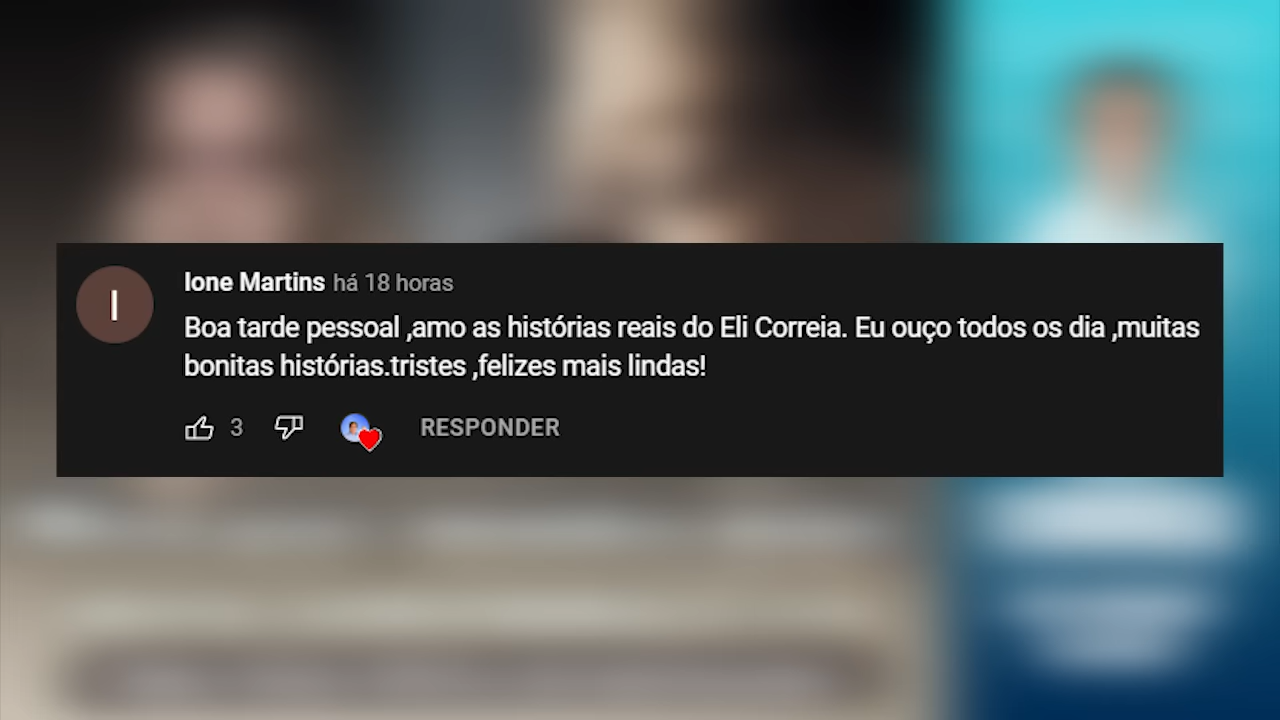 I
Ione Martins há 18 horas
Boa tarde pessoal ,amo as histórias reais do Eli Correia. Eu ouço todos os dia ,muitas
bonitas histórias.tristes ,felizes mais lindas!
3 RESPONDER